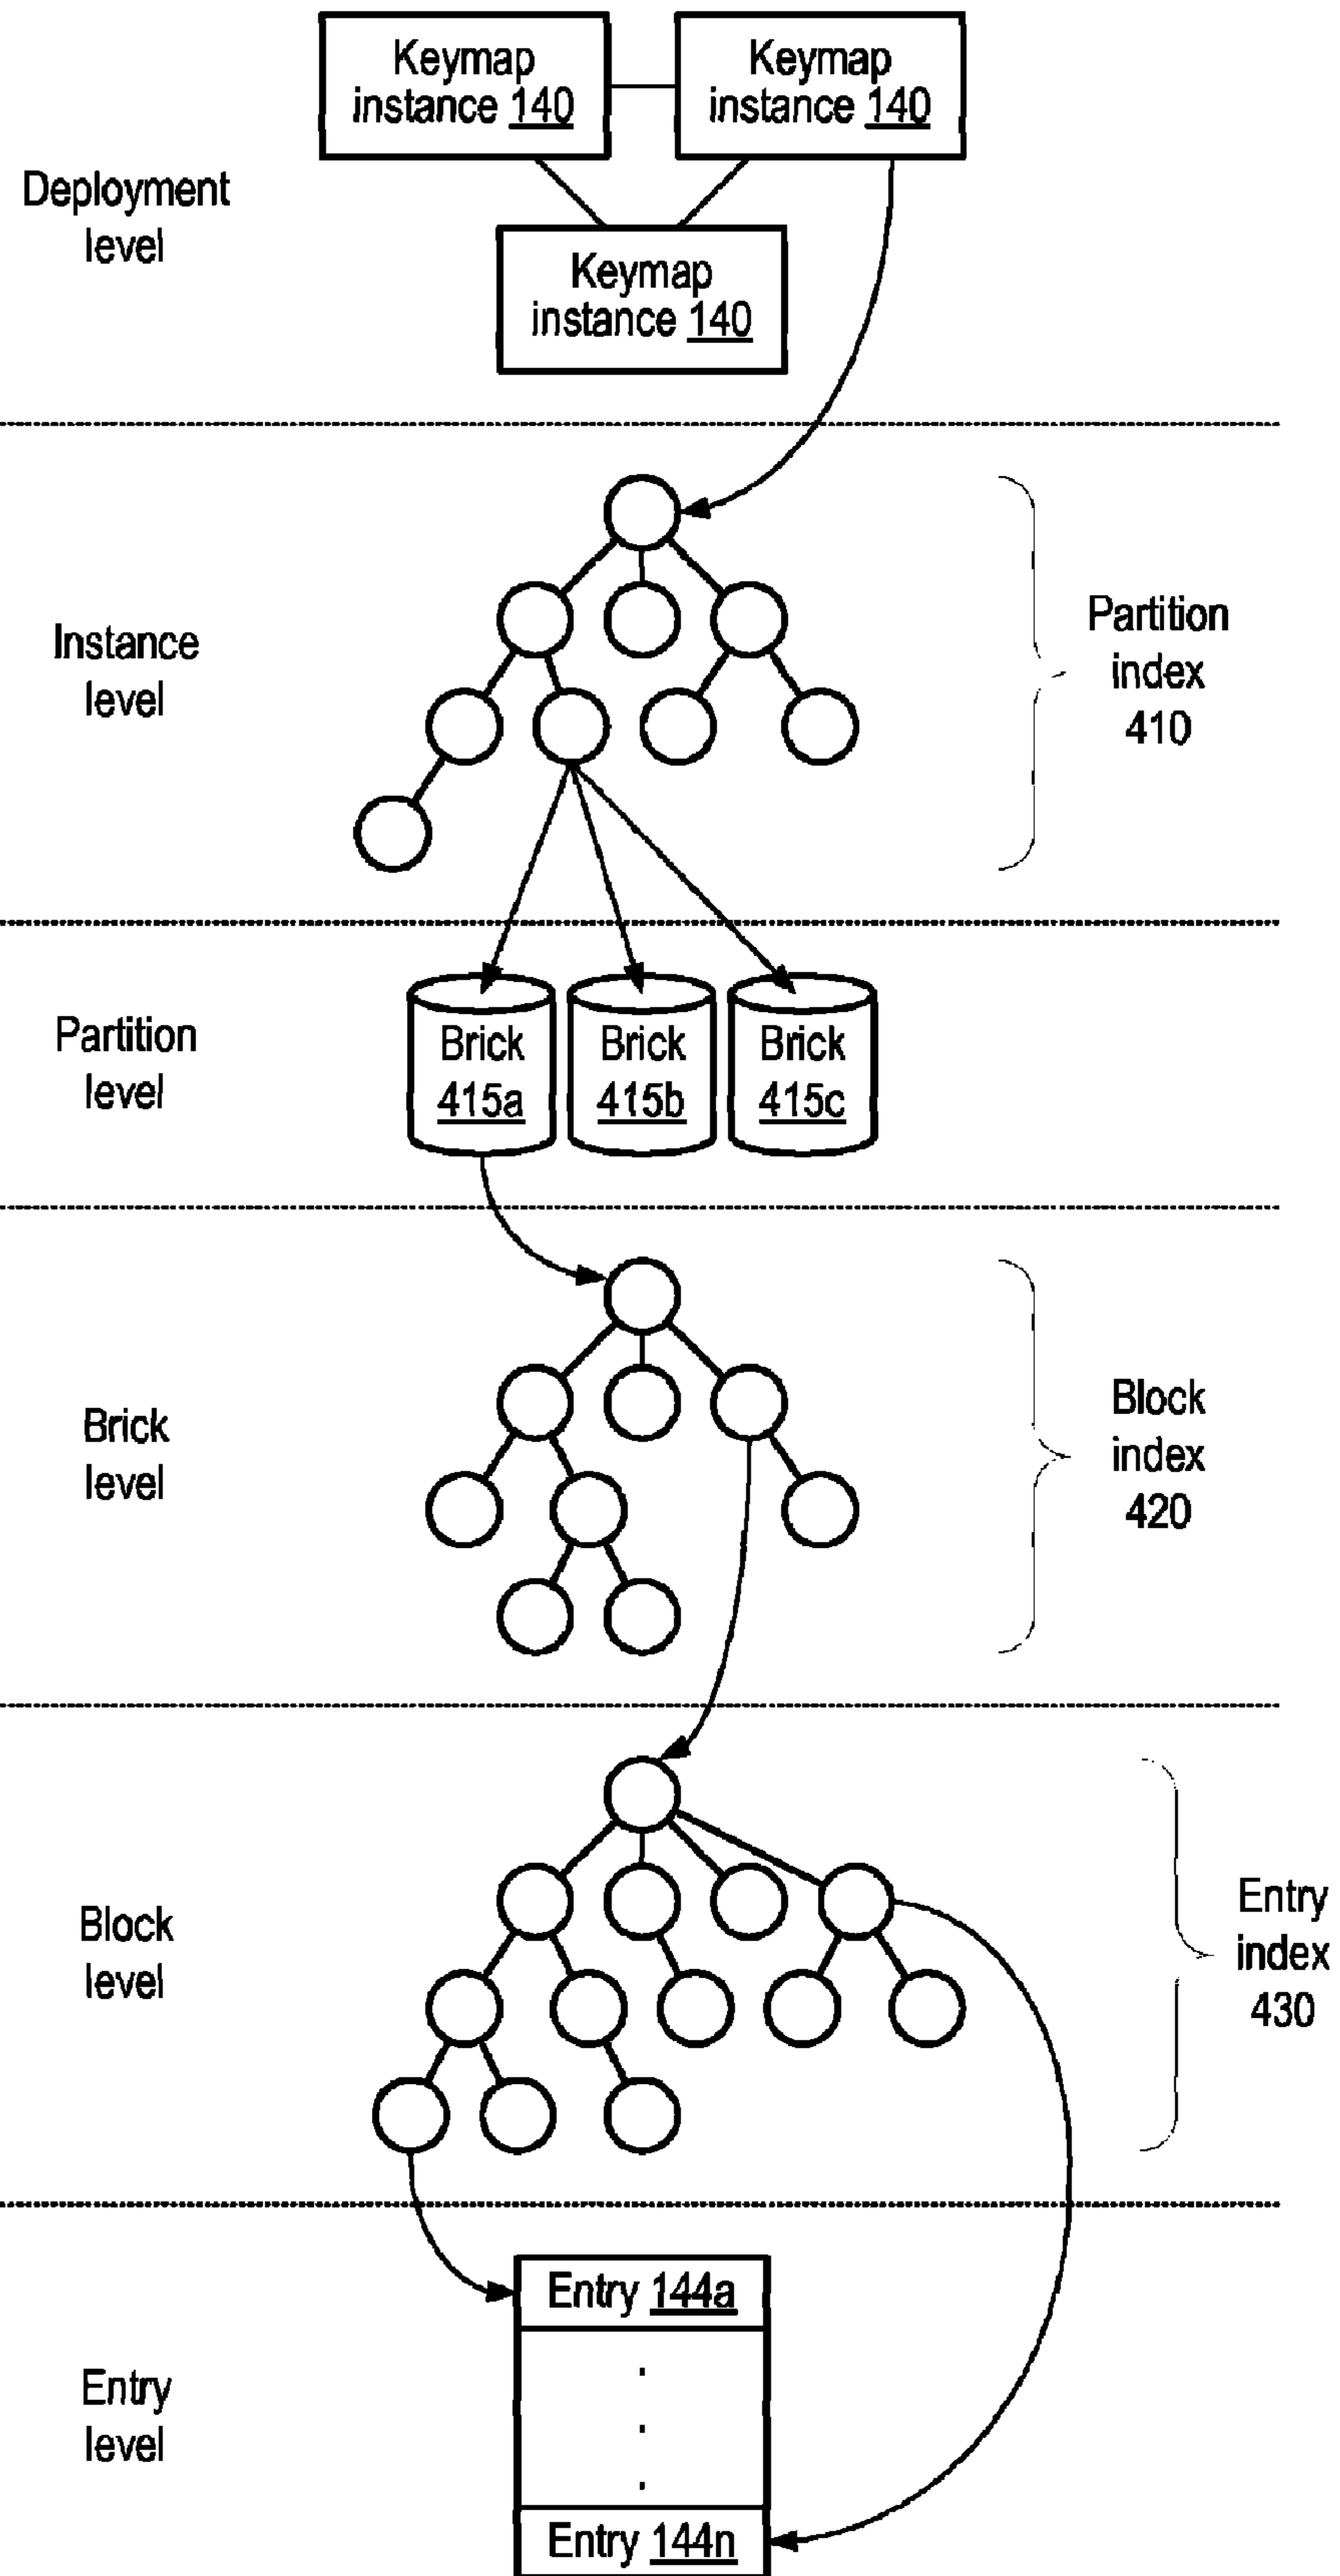 Keymap
instance 140
Keymap
instance 140
Deployment
level
Keymap
instance 140
Instance
level
Partition
index
410
Partition
level
Brick
415a
Brick
415b
Brick
415c
Brick
level
Block
index
420
Block
level
Entry
index
430
Entry 144a
.
.
.
Entry
level
Entry 144n